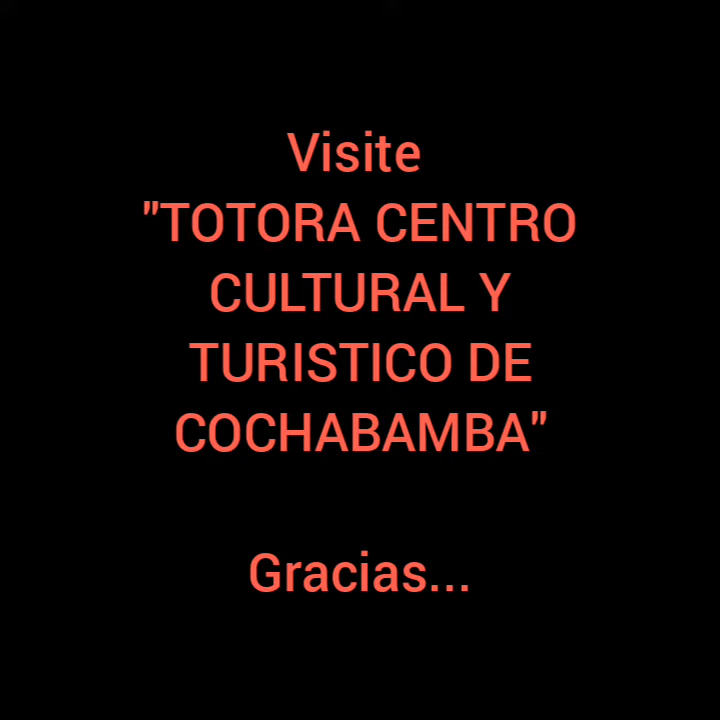 Visite
"TOTORA CENTRO
CULTURAL Y
TURISTICO DE
COCHABAMBA"
Gracias...